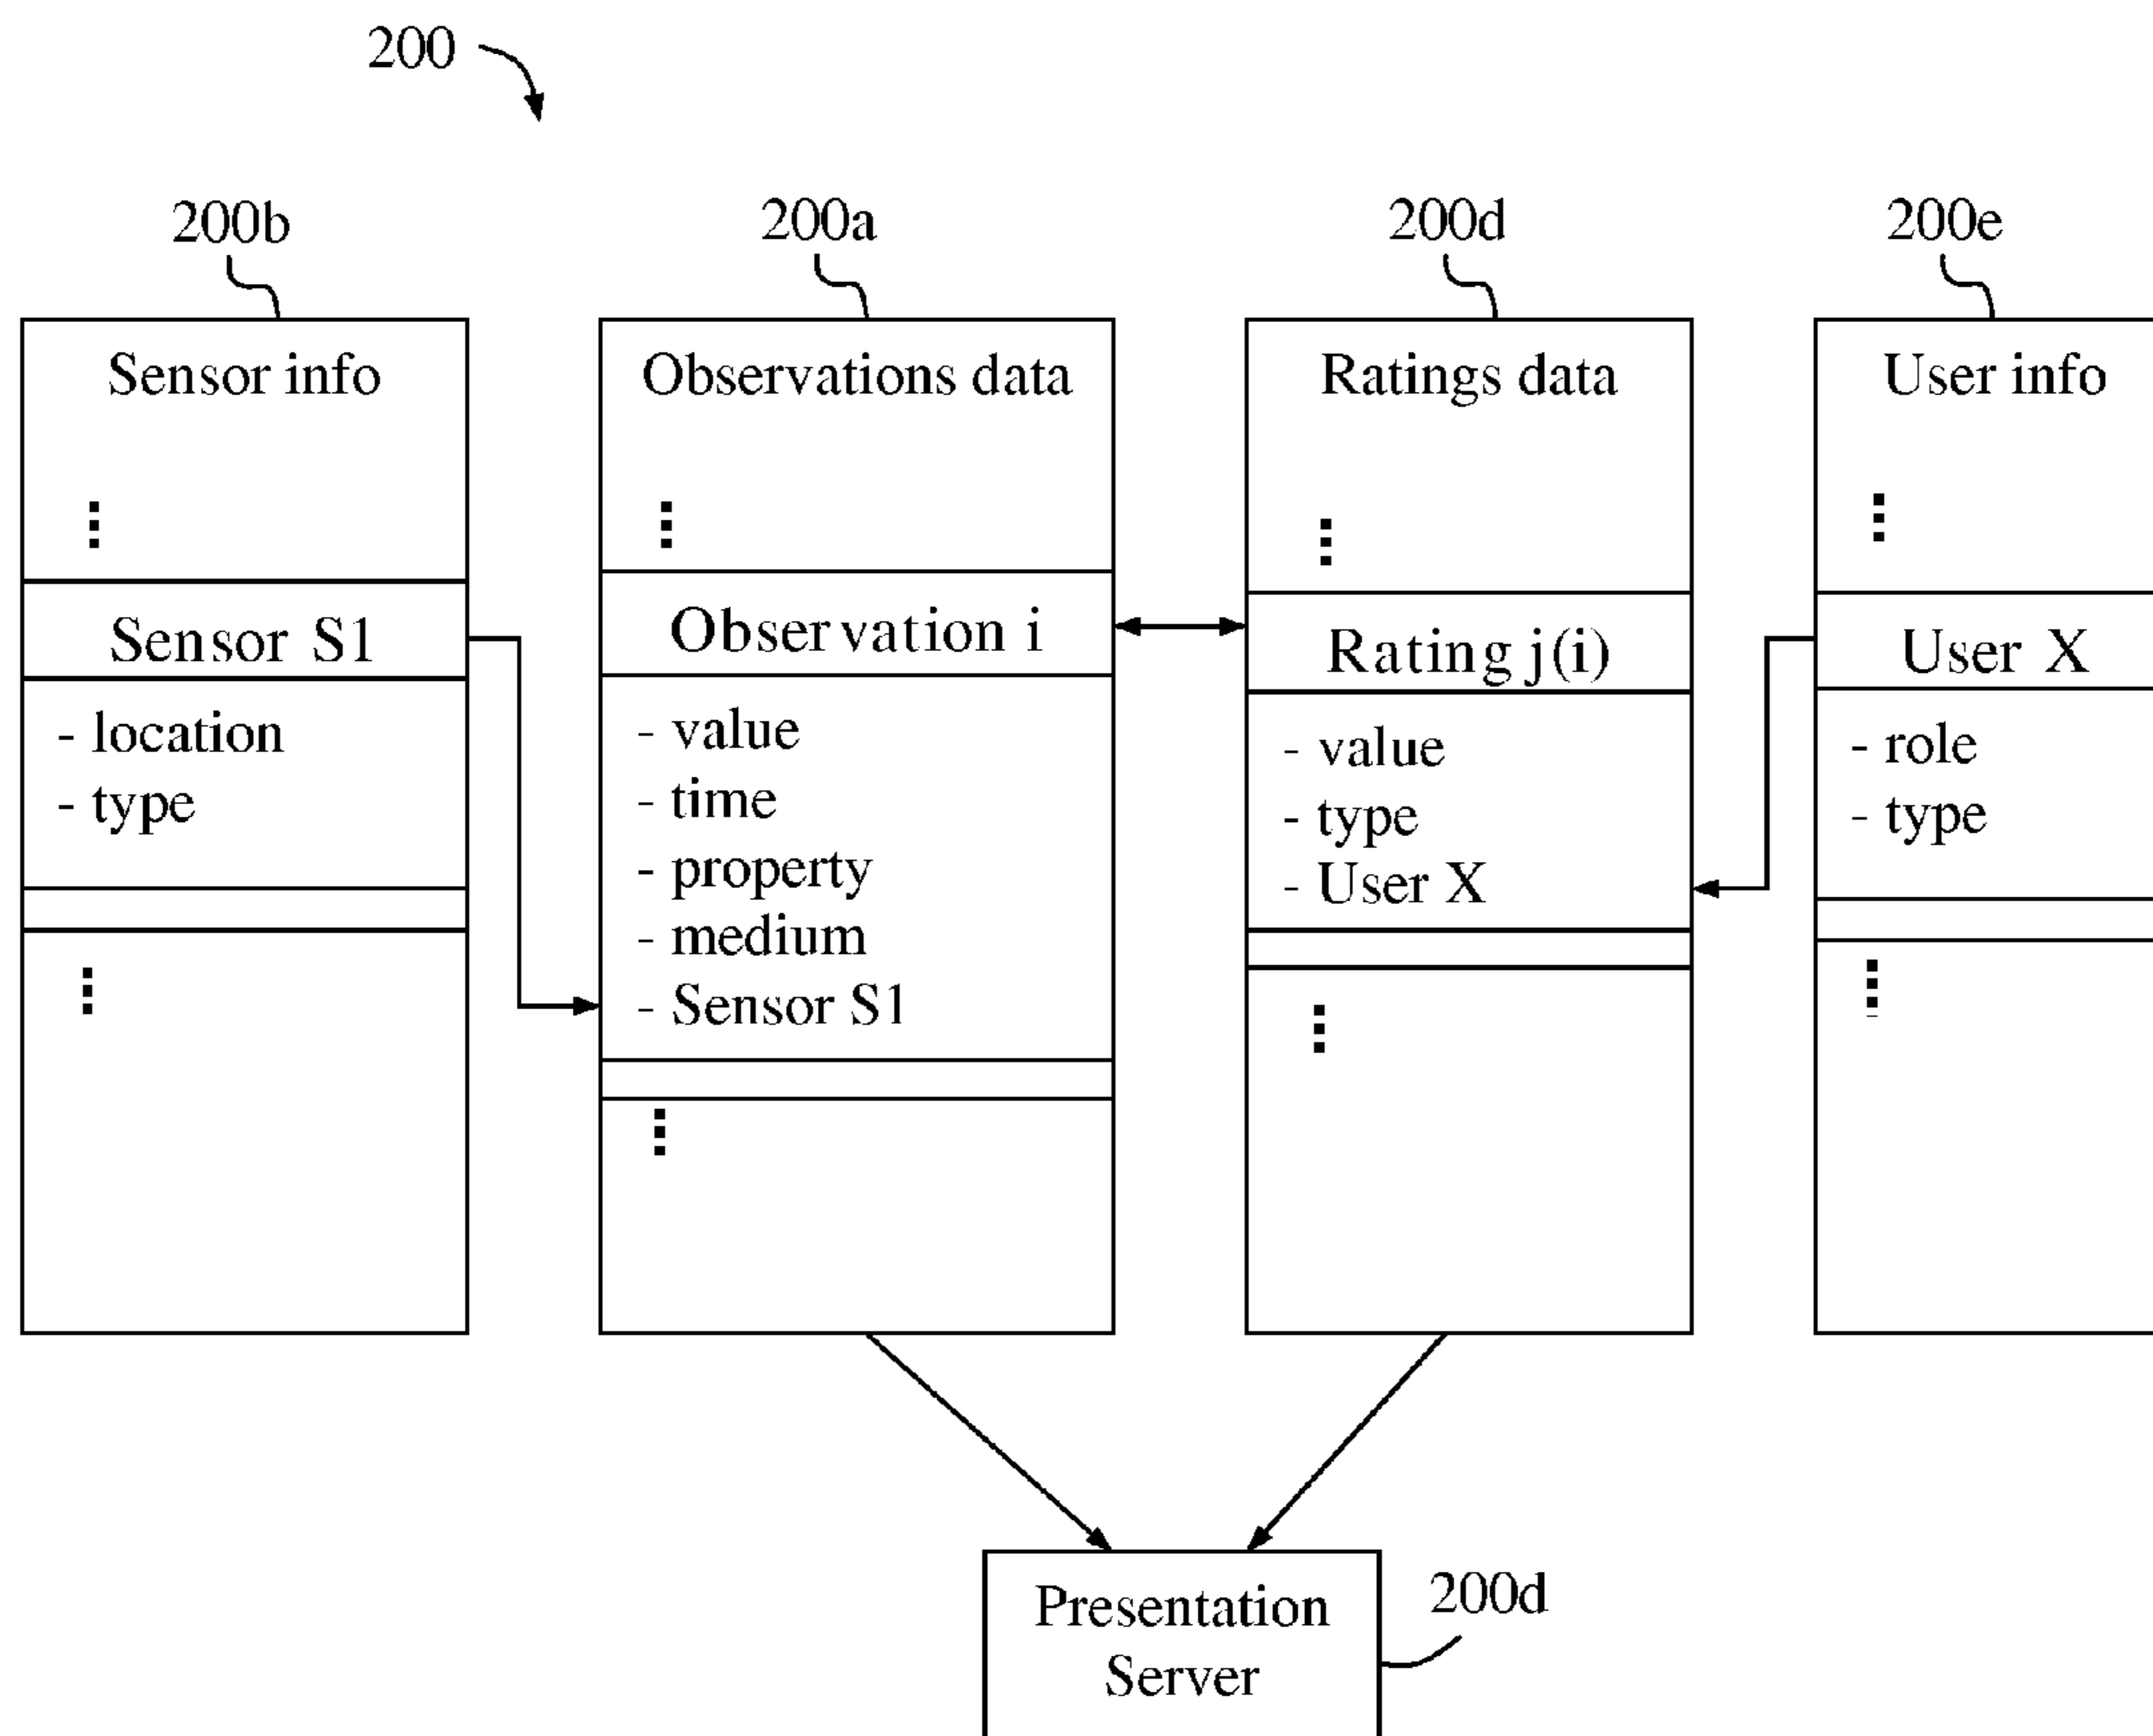 200
200b
200a
200d
200e
Sensor info
Observations data
Ratings data
User info
Sensor S1
Observation i
Rating j(i)
User X
- location
- type
- value
- time
- property
- medium
- Sensor S1
- value
- type
- User X
- role
- type
Presentation
Server
200d